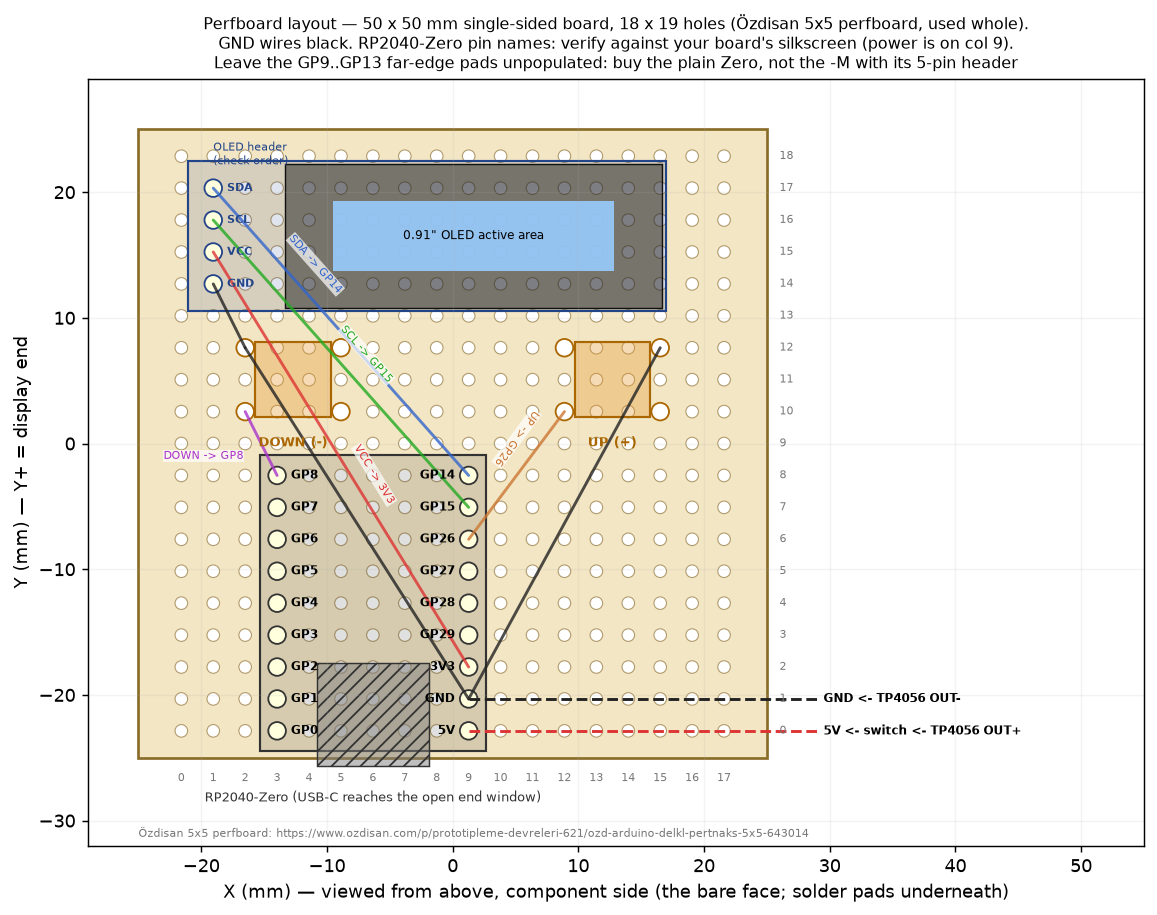 Perfboard layout — 50 x 50 mm single-sided board, 18 x 19 holes (Özdisan 5x5 perfboard, used whole).
GND wires black. RP2040-Zero pin names: verify against your board's silkscreen (power is on col 9).
Leave the GP9..GP13 far-edge pads unpopulated: buy the plain Zero, not the -M with its 5-pin header
Y (mm) — Y+ = display end
20
10
0
−10
−20
−30
OLED header
(check order)
SDA
SCL
VCC
GND
0.91" OLED active area
SDA -> GP14
SCL -> GP15
VCC -> 3V3
UP -> GP26
DOWN -> GP8
DOWN (-)
UP (+)
GP8
GP7
GP6
GP5
GP4
GP3
GP2
GP1
GP0
GP14
GP15
GP26
GP27
GP28
GP29
3V3
GND
5V
18
17
16
15
14
13
12
11
10
9
8
7
6
5
4
3
2
1
0
GND <- TP4056 OUT-
5V <- switch <- TP4056 OUT+
0 1 2 3 4 5 6 7 8 9 10 11 12 13 14 15 16 17
RP2040-Zero (USB-C reaches the open end window)
Özdisan 5x5 perfboard: https://www.ozdisan.com/p/prototipleme-devreleri-621/ozd-arduino-delkl-pertnaks-5x5-643014
−20 −10 0 10 20 30 40 50
X (mm) — viewed from above, component side (the bare face; solder pads underneath)